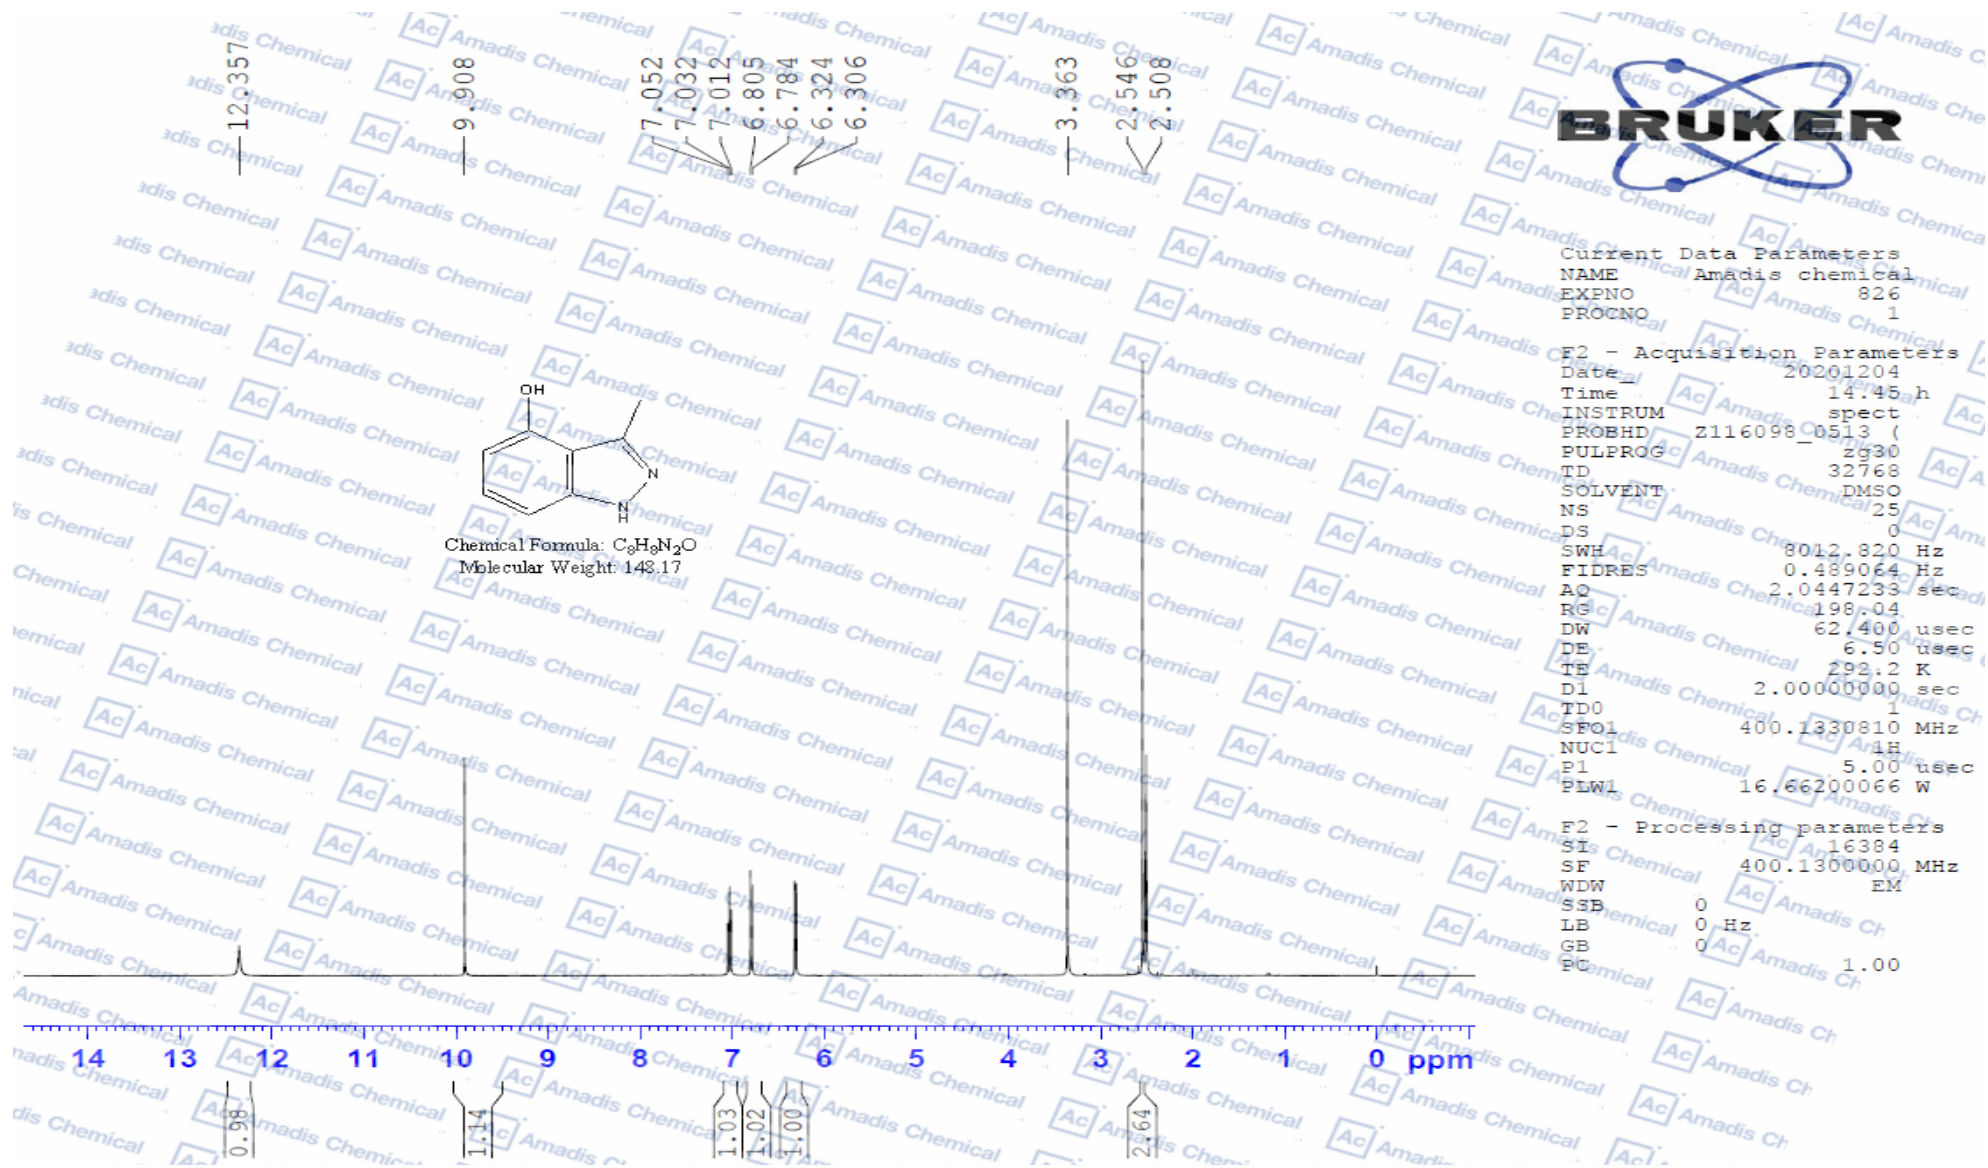 12.357
9.908
7.052
7.032
7.012
6.805
6.784
6.324
6.306
3.363
2.546
2.508
BRUKER
Current Data Parameters
NAME Amadis chemical
EXPNO 826
PROCNO 1
F2 - Acquisition Parameters
Date_ 20201204
Time 14.45 h
INSTRUM spect
PROBHD Z116098_0513 (
PULPROG zg30
TD 32768
SOLVENT DMSO
NS 25
DS 0
SWH 8012.820 Hz
FIDRES 0.489064 Hz
AQ 2.0447233 sec
RG 198.04
DW 62.400 usec
DE 6.50 usec
TE 292.2 K
D1 2.00000000 sec
TD0 1
SFO1 400.1330810 MHz
NUC1 1H
P1 5.00 usec
PLW1 16.66200066 W
F2 - Processing parameters
SI 16384
SF 400.1300000 MHz
WDW EM
SSB 0
LB 0 Hz
GB 0
PC 1.00
OH
N
N
H
Chemical Formula: C8H8N2O
Molecular Weight: 148.17
14 13 12 11 10 9 8 7 6 5 4 3 2 1 0 ppm
0.98
1.14
1.03
1.02
1.00
2.64
Ac Amadis Chemical